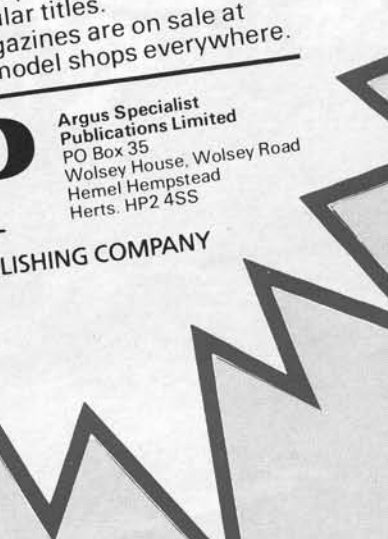 ular titles.
gazines are on sale at
model shops everywhere.
Argus Specialist
Publications Limited
PO Box 35
Wolsey House, Wolsey Road
Hemel Hempstead
Herts. HP2 4SS
LISHING COMPANY